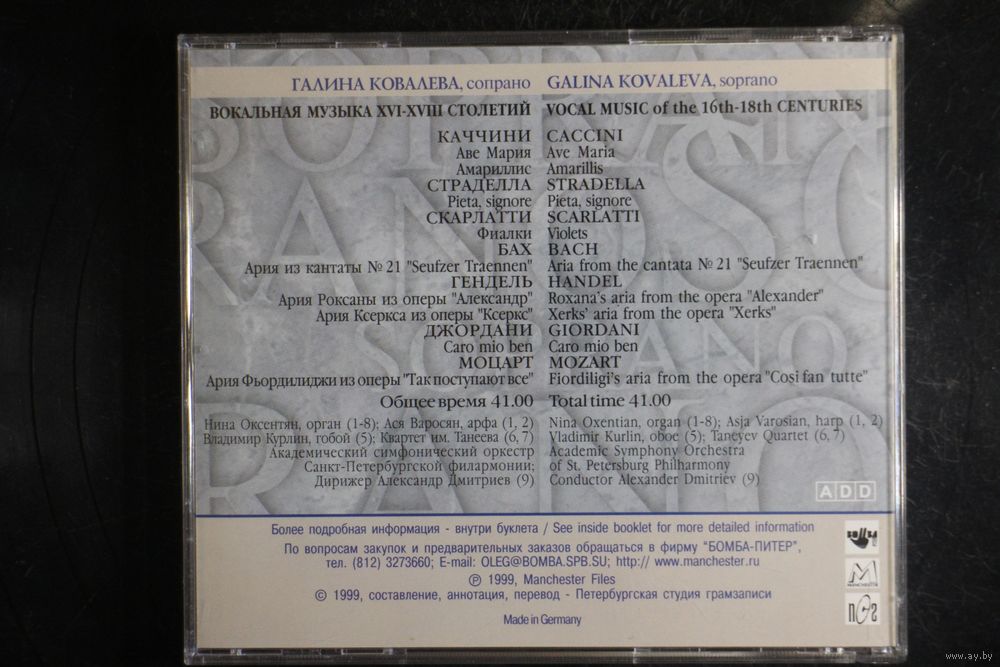 ГАЛИНА КОВАЛЕВА, сопрано GALINA KOVALEVA, soprano
ВОКАЛЬНАЯ МУЗЫКА XVI-XVIII СТОЛЕТИЙ VOCAL MUSIC of the 16th-18th CENTURIES
КАЧЧИНИ CACCINI
Аве Мария Ave Maria
Амариллис Amarillis
СТРАДЕЛЛА STRADELLA
Pieta, signore Pieta, signore
СКАРЛАТТИ SCARLATTI
Фиалки Violets
БАХ BACH
Ария из кантаты № 21 "Seufzer Traennen" Aria from the cantata № 21 "Seufzer Traennen"
ГЕНДЕЛЬ HANDEL
Ария Роксаны из оперы "Александр" Roxana's aria from the opera "Alexander"
Ария Ксеркса из оперы "Ксеркс" Xerks' aria from the opera "Xerks"
ДЖОРДАНИ GIORDANI
Caro mio ben Caro mio ben
МОЦАРТ MOZART
Ария Фьордилиджи из оперы "Так поступают все" Fiordiligi's aria from the opera "Cosi fan tutte"
Общее время 41.00 Total time 41.00
Нина Оксентян, орган (1-8); Ася Варосян, арфа (1, 2) Nina Oxentian, organ (1-8); Asja Varosian, harp (1, 2)
Владимир Курлин, гобой (5); Квартет им. Танеева (6, 7) Vladimir Kurlin, oboe (5); Taneyev Quartet (6, 7)
Академический симфонический оркестр Academic Symphony Orchestra
Санкт-Петербургской филармонии; of St. Petersburg Philharmony
Дирижер Александр Дмитриев (9) Conductor Alexander Dmitriev (9)
ADD
Более подробная информация - внутри буклета / See inside booklet for more detailed information
По вопросам закупок и предварительных заказов обращаться в фирму "БОМБА-ПИТЕР",
тел. (812) 3273660; E-mail: OLEG@BOMBA.SPB.SU; http:// www.manchester.ru
℗ 1999, Manchester Files
© 1999, составление, аннотация, перевод - Петербургская студия грамзаписи
Made in Germany
www.ay.by